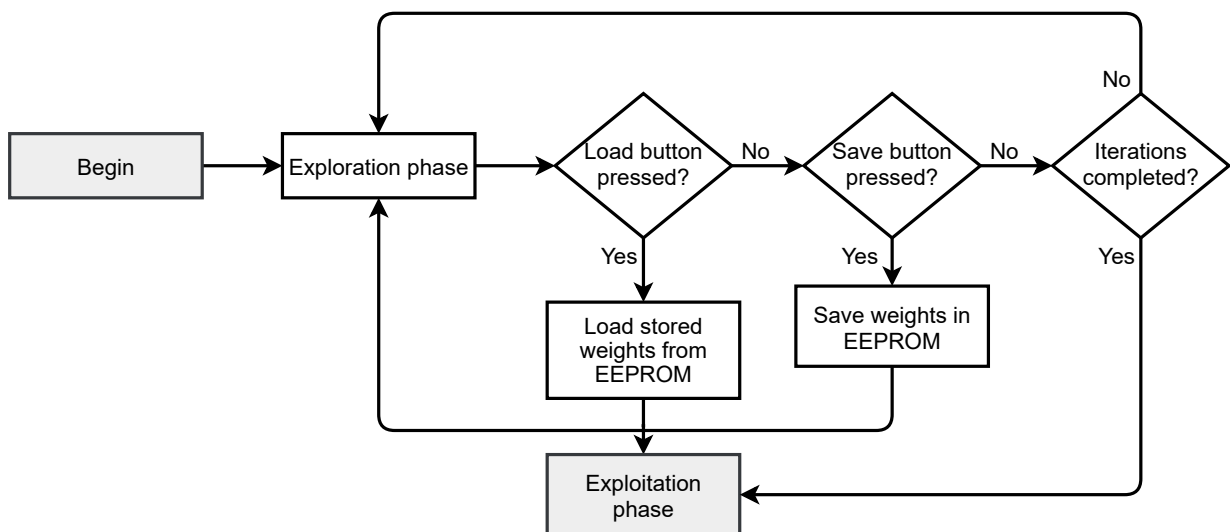 No
Begin
Exploration phase
Load button
pressed?
No
Save button
pressed?
No
Iterations
completed?
Yes
Yes
Yes
Load stored
weights from
EEPROM
Save weights in
EEPROM
Exploitation
phase